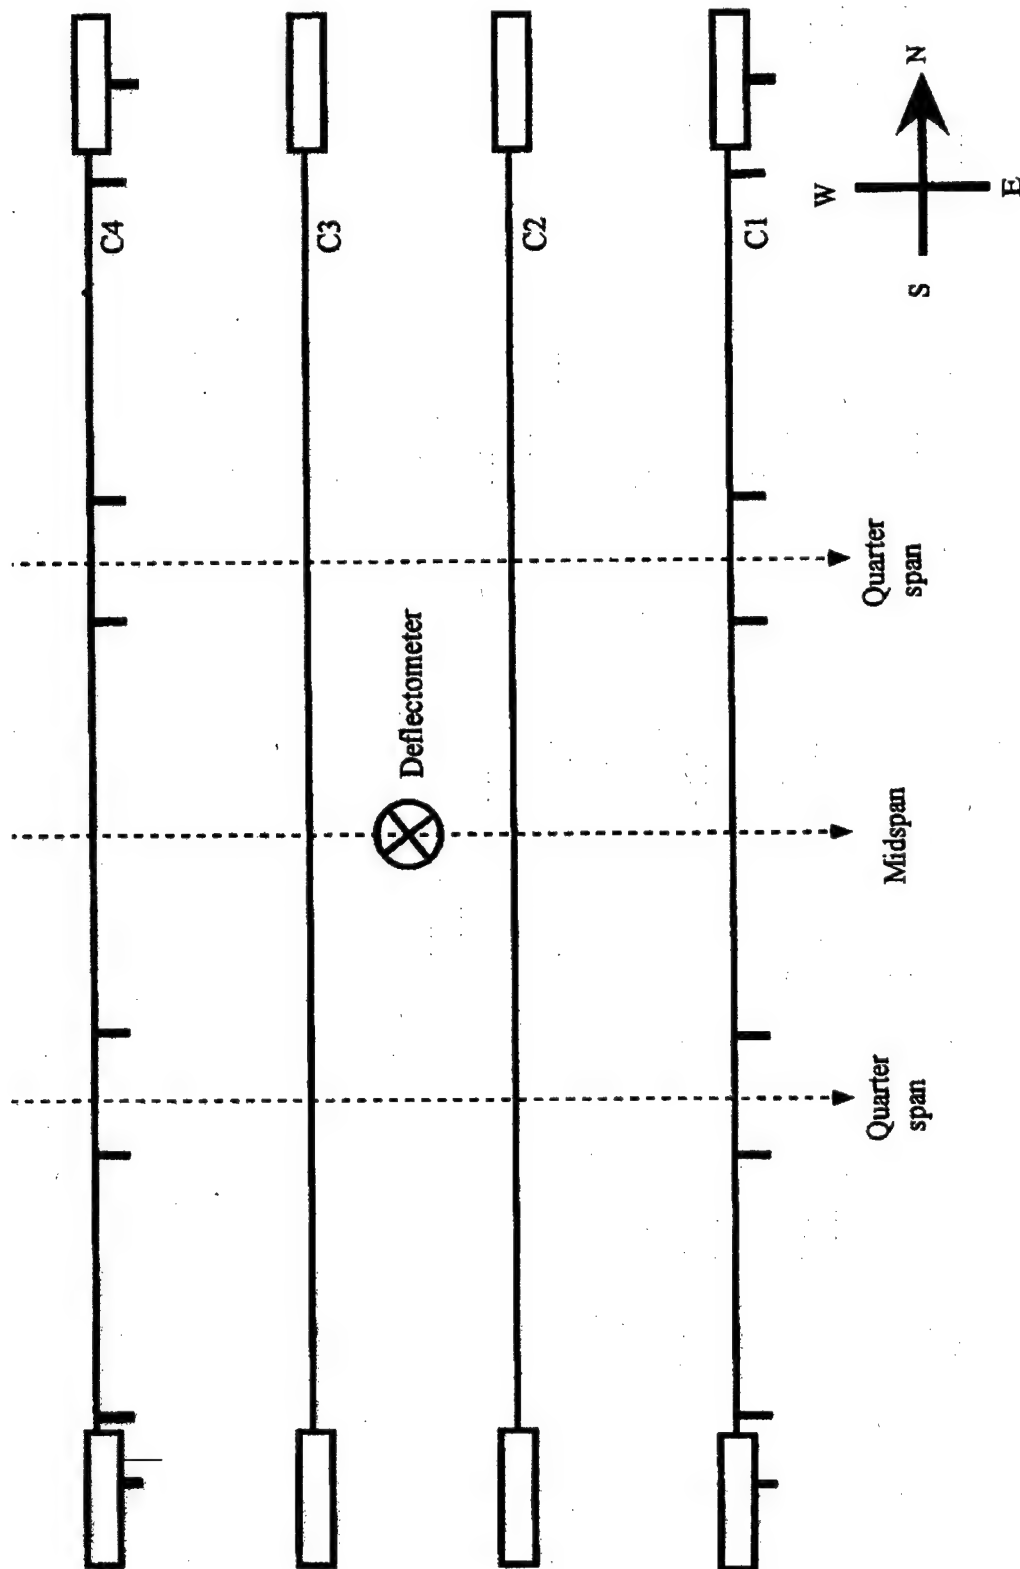 C4
C3
C2
C1
Deflectometer
Quarter
span
Midspan
Quarter
span
N
W
E
S